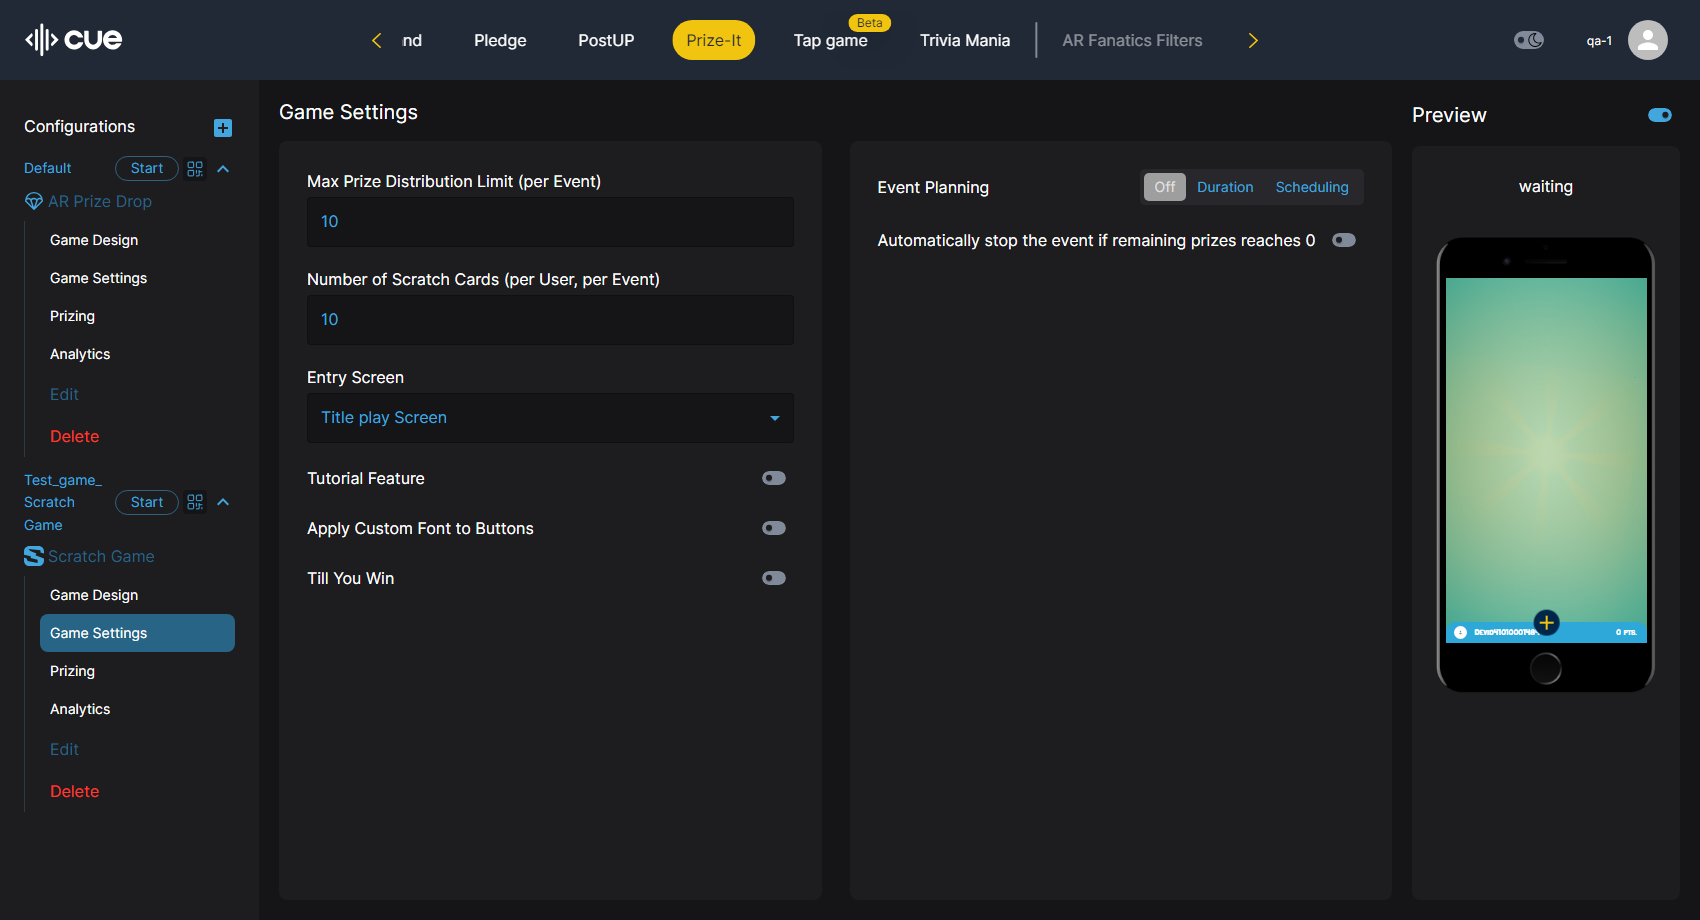 cue
nd
Pledge
PostUP
Prize-It
Beta
Tap game
Trivia Mania
AR Fanatics Filters
qa-1
Configurations
Default
Start
AR Prize Drop
Game Design
Game Settings
Prizing
Analytics
Edit
Delete
Test_game_
Scratch
Game
Start
Scratch Game
Game Design
Game Settings
Prizing
Analytics
Edit
Delete
Game Settings
Max Prize Distribution Limit (per Event)
10
Number of Scratch Cards (per User, per Event)
10
Entry Screen
Title play Screen
Tutorial Feature
Apply Custom Font to Buttons
Till You Win
Event Planning
Off
Duration
Scheduling
Automatically stop the event if remaining prizes reaches 0
Preview
waiting
0 PTS.